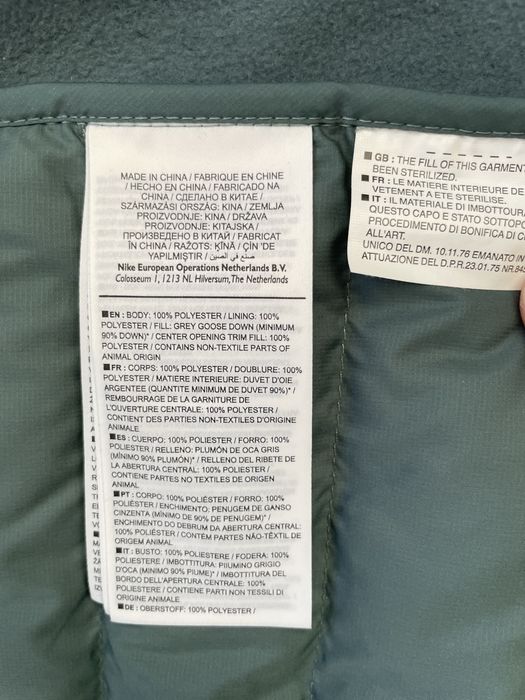 MADE IN CHINA / FABRIQUE EN CHINE
/ HECHO EN CHINA / FABRICADO NA
CHINA / СДЕЛАНО В КИТАЕ /
SZÁRMAZÁSI ORSZÁG: KINA / ZEMLJA
PROIZVODNJE: KINA / DRŽAVA
PROIZVODNJE: KITAJSKA /
ПРОИЗВЕДЕНО В КИТАЙ / FABRICAT
ÎN CHINA / RAŽOTS: ĶĪNĀ / ÇİN'DE
YAPILMIŞTIR / صنع في الصين
Nike European Operations Netherlands B.V.
Colosseum 1, 1213 NL Hilversum, The Netherlands
EN : BODY: 100% POLYESTER / LINING: 100%
POLYESTER / FILL: GREY GOOSE DOWN (MINIMUM
90% DOWN)* / CENTER OPENING TRIM FILL: 100%
POLYESTER / CONTAINS NON-TEXTILE PARTS OF
ANIMAL ORIGIN
FR : CORPS: 100% POLYESTER / DOUBLURE: 100%
POLYESTER / MATIERE INTERIEURE: DUVET D'OIE
ARGENTEE (QUANTITE MINIMUM DE DUVET 90%)* /
REMBOURRAGE DE LA GARNITURE DE
L'OUVERTURE CENTRALE: 100% POLYESTER /
CONTIENT DES PARTIES NON-TEXTILES D'ORIGINE
ANIMALE
ES : CUERPO: 100% POLIESTER / FORRO: 100%
POLIESTER / RELLENO: PLUMÓN DE OCA GRIS
(MÍNIMO 90% PLUMÓN)* / RELLENO DEL RIBETE DE
LA ABERTURA CENTRAL: 100% POLIESTER /
CONTIENE PARTES NO TEXTILES DE ORIGEN
ANIMAL
PT : CORPO: 100% POLIÉSTER / FORRO: 100%
POLIÉSTER / ENCHIMENTO: PENUGEM DE GANSO
CINZENTA (MÍNIMO DE 90% DE PENUGEM)* /
ENCHIMENTO DO DEBRUM DA ABERTURA CENTRAL:
100% POLIÉSTER / CONTÉM PARTES NÃO-TÊXTIL DE
ORIGEM ANIMAL
IT : BUSTO: 100% POLIESTERE / FODERA: 100%
POLIESTERE / IMBOTTITURA: PIUMINO GRIGIO
D'OCA (MINIMO 90% PIUME)* / IMBOTTITURA DEL
BORDO DELL'APERTURA CENTRALE: 100%
POLIESTERE / CONTIENE PARTI NON TESSILI DI
ORIGINE ANIMALE
DE : OBERSTOFF: 100% POLYESTER /
GB : THE FILL OF THIS GARMENT
BEEN STERILIZED.
FR : LE MATIERE INTERIEURE DE
VETEMENT A ETE STERILISE.
IT : IL MATERIALE DI IMBOTTUR
QUESTO CAPO E STATO SOTTOPO
PROCEDIMENTO DI BONIFICA DI C
ALL'ART.
UNICO DEL DM. 10.11.76 EMANATO IN
ATTUAZIONE DEL D.P.R.23.01.75 NR.845